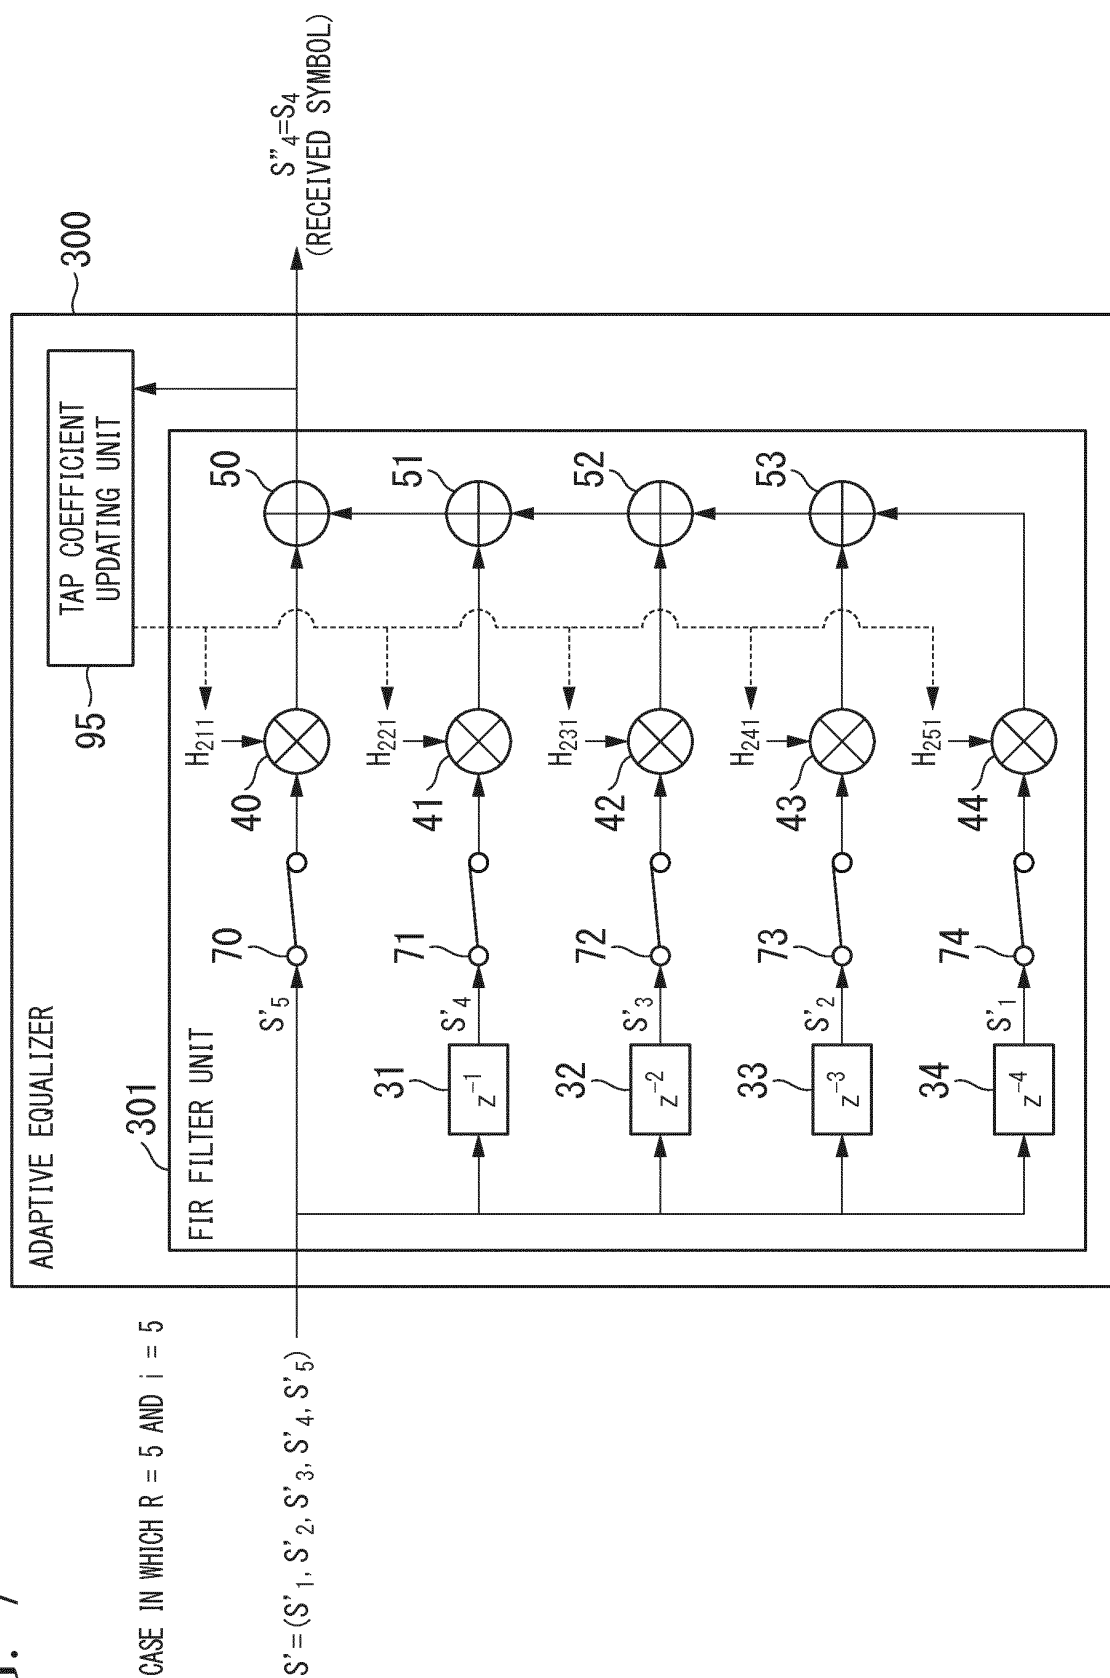 CASE IN WHICH R = 5 AND i = 5
S'=(S'1, S'2, S'3, S'4, S'5)
ADAPTIVE EQUALIZER
300
95
TAP COEFFICIENT
UPDATING UNIT
301
FIR FILTER UNIT
S'5
70
40
H211
50
S"4=S4
(RECEIVED SYMBOL)
31
z-1
S'4
71
41
H221
51
32
z-2
S'3
72
42
H231
52
33
z-3
S'2
73
43
H241
53
34
z-4
S'1
74
44
H251